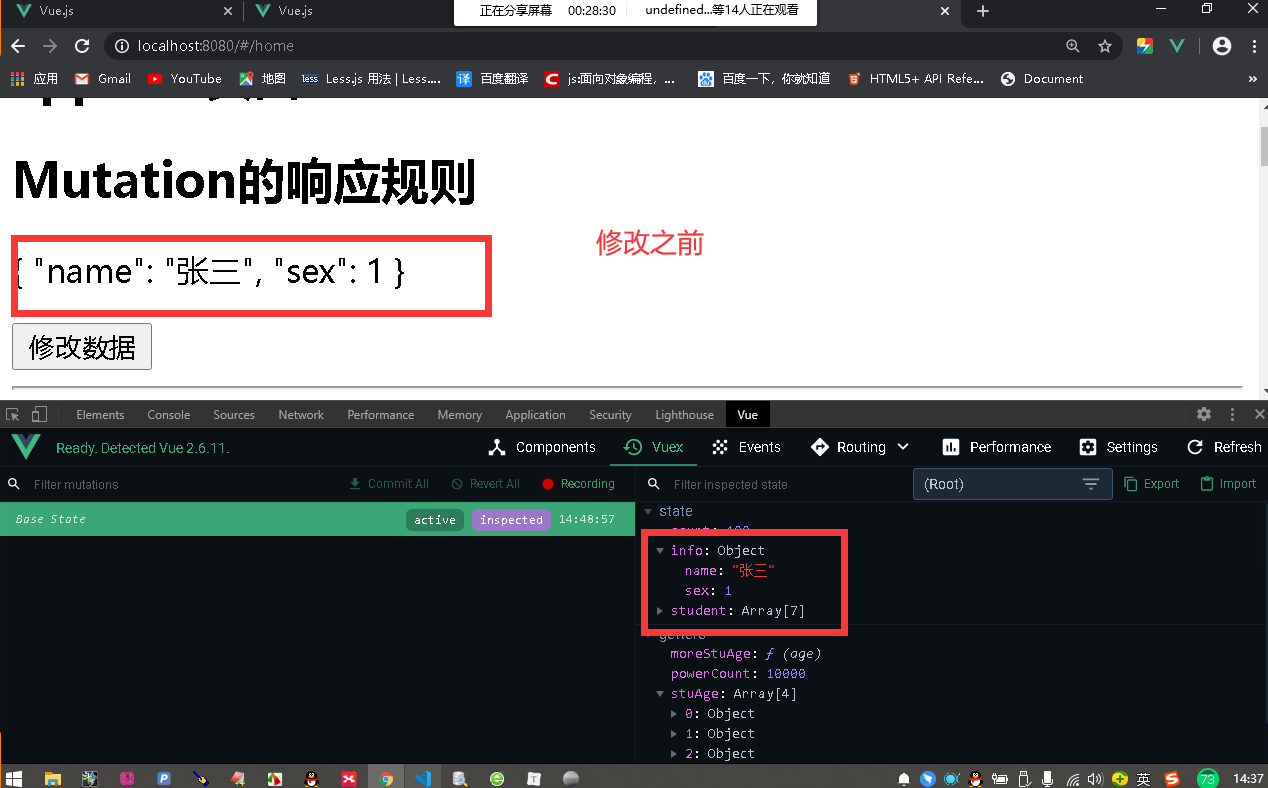 Vue.js
Vue.js
正在分享屏幕 00:28:30 undefined...等14人正在观看
localhost:8080/#/home
应用 Gmail YouTube 地图 less Less.js 用法 | Less.... 译 百度翻译 C js:面向对象编程，... 百度一下，你就知道 HTML5+ API Refe... Document »
Mutation的响应规则
修改之前
{ "name": "张三", "sex": 1 }
修改数据
Elements Console Sources Network Performance Memory Application Security Lighthouse Vue
Ready. Detected Vue 2.6.11. Components Vuex Events Routing Performance Settings Refresh
Filter mutations Commit All Revert All Recording Filter inspected state (Root) Export Import
Base State active inspected 14:48:57
state
count: 100
info: Object
name: "张三"
sex: 1
student: Array[7]
getters
moreStuAge: ƒ (age)
powerCount: 10000
stuAge: Array[4]
0: Object
1: Object
2: Object
英 73 14:37